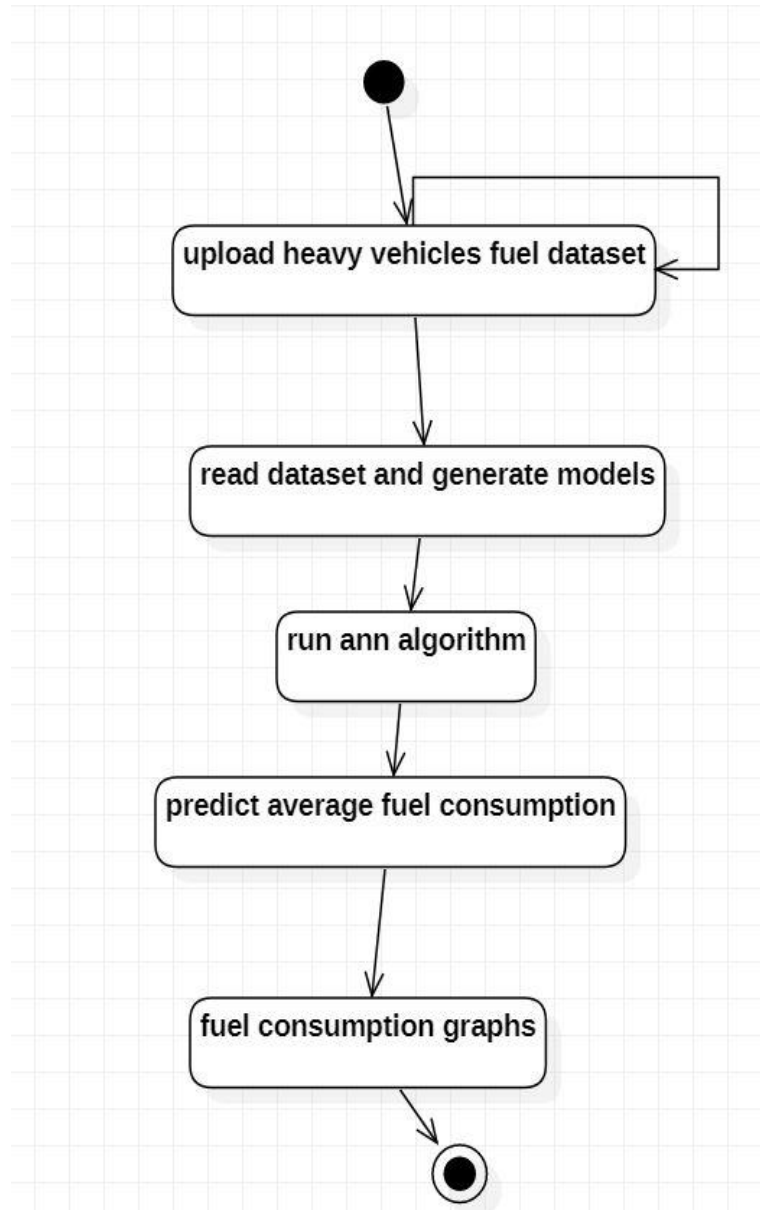 upload heavy vehicles fuel dataset
read dataset and generate models
run ann algorithm
predict average fuel consumption
fuel consumption graphs